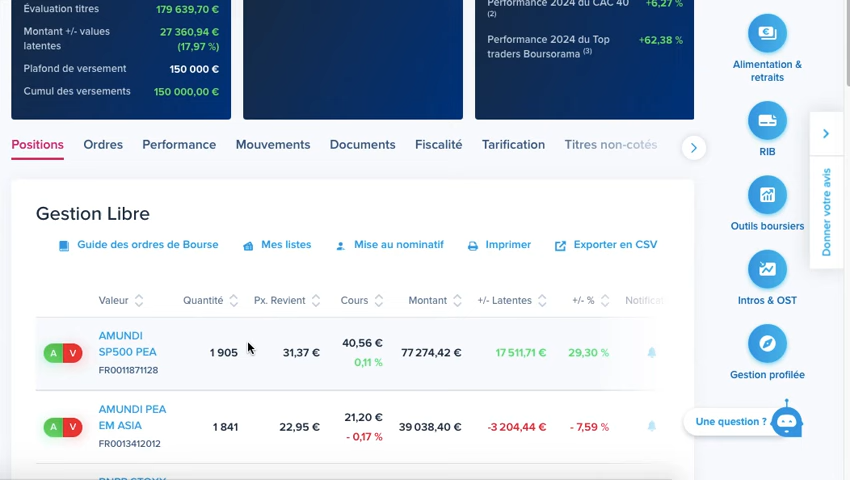 Évaluation titres 179 639,70 €
Montant +/- values latentes 27 360,94 € (17,97 %)
Plafond de versement 150 000 €
Cumul des versements 150 000,00 €
Performance 2024 du CAC 40 (2) +6,27 %
Performance 2024 du Top traders Boursorama (3) +62,38 %
Positions Ordres Performance Mouvements Documents Fiscalité Tarification Titres non-cotés
Gestion Libre
Guide des ordres de Bourse Mes listes Mise au nominatif Imprimer Exporter en CSV
Valeur Quantité Px. Revient Cours Montant +/- Latentes +/- %
A V AMUNDI SP500 PEA FR0011871128 1 905 31,37 € 40,56 € 0,11 % 77 274,42 € 17 511,71 € 29,30 %
A V AMUNDI PEA EM ASIA FR0013412012 1 841 22,95 € 21,20 € - 0,17 % 39 038,40 € -3 204,44 € - 7,59 %
Alimentation & retraits
RIB
Outils boursiers
Intros & OST
Gestion profilée
Une question ?
Donner votre avis